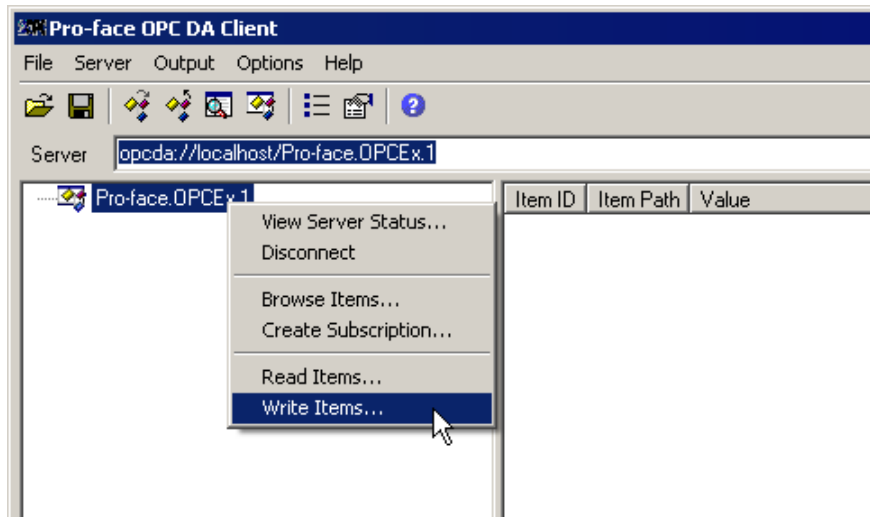 Pro-face OPC DA Client
File Server Output Options Help
Server opcda://localhost/Pro-face.OPCEx.1
Pro-face.OPCEx.1
Item ID Item Path Value
View Server Status...
Disconnect
Browse Items...
Create Subscription...
Read Items...
Write Items...